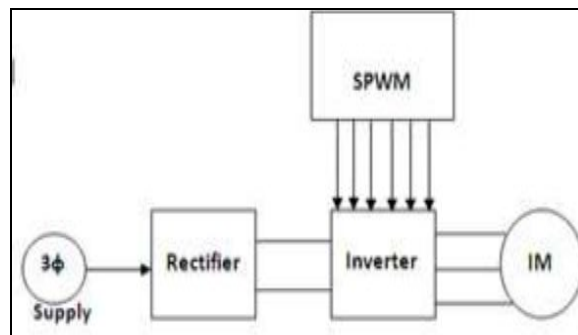 SPWM
3ϕ
Supply
Rectifier
Inverter
IM